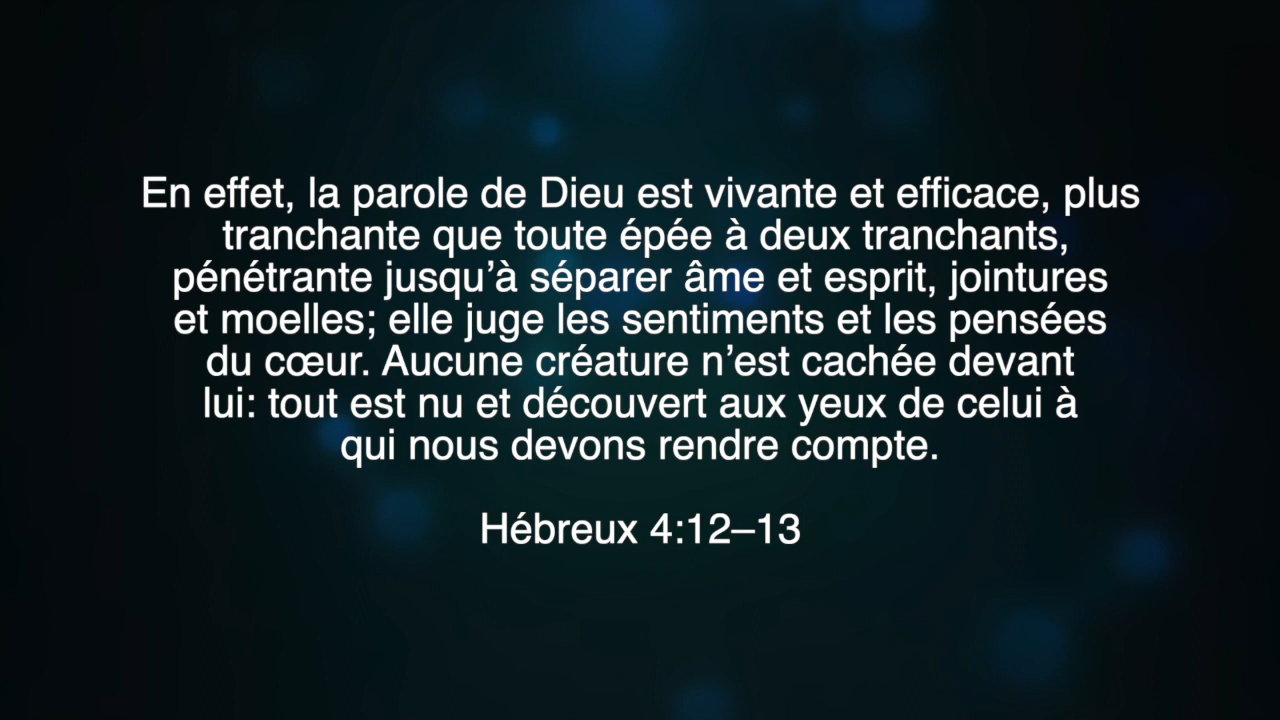 En effet, la parole de Dieu est vivante et efficace, plus
tranchante que toute épée à deux tranchants,
pénétrante jusqu’à séparer âme et esprit, jointures
et moelles; elle juge les sentiments et les pensées
du cœur. Aucune créature n’est cachée devant
lui: tout est nu et découvert aux yeux de celui à
qui nous devons rendre compte.
Hébreux 4:12–13